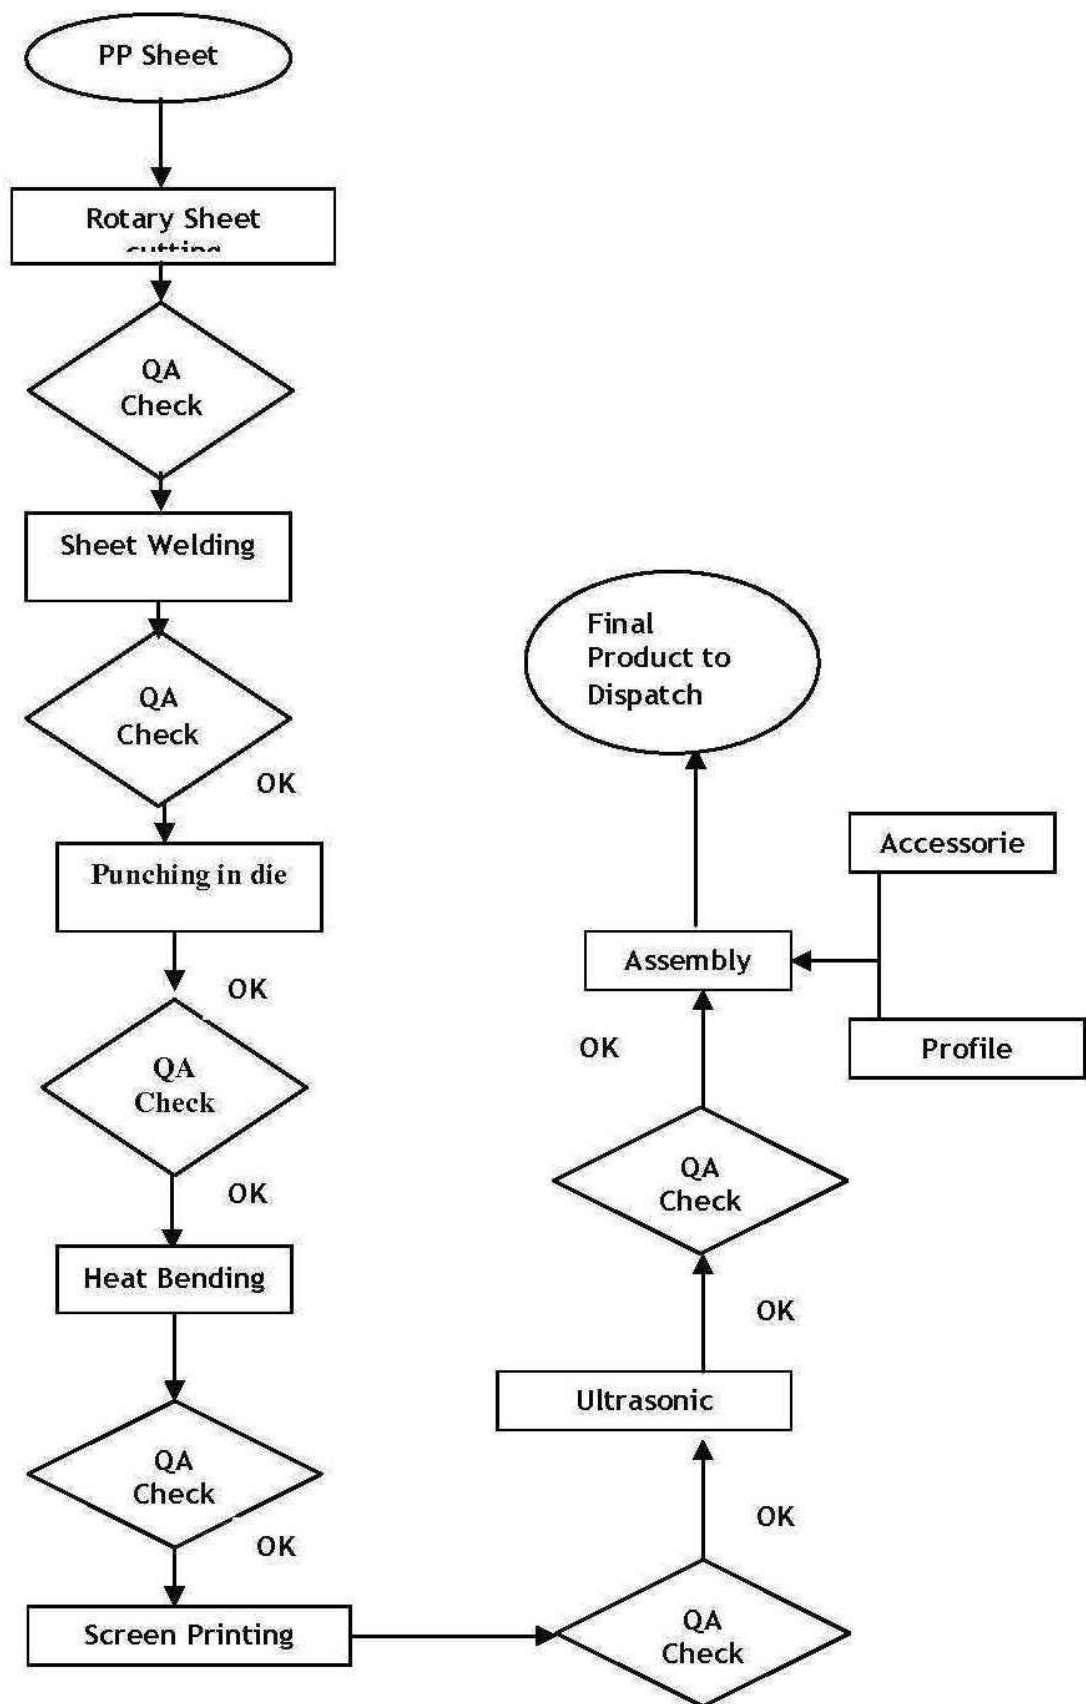 PP Sheet
Rotary Sheet
cutting
QA
Check
Sheet Welding
QA
Check
OK
Punching in die
OK
QA
Check
OK
Heat Bending
QA
Check
OK
Screen Printing
QA
Check
OK
Ultrasonic
OK
QA
Check
OK
Assembly
Accessorie
Profile
Final
Product to
Dispatch